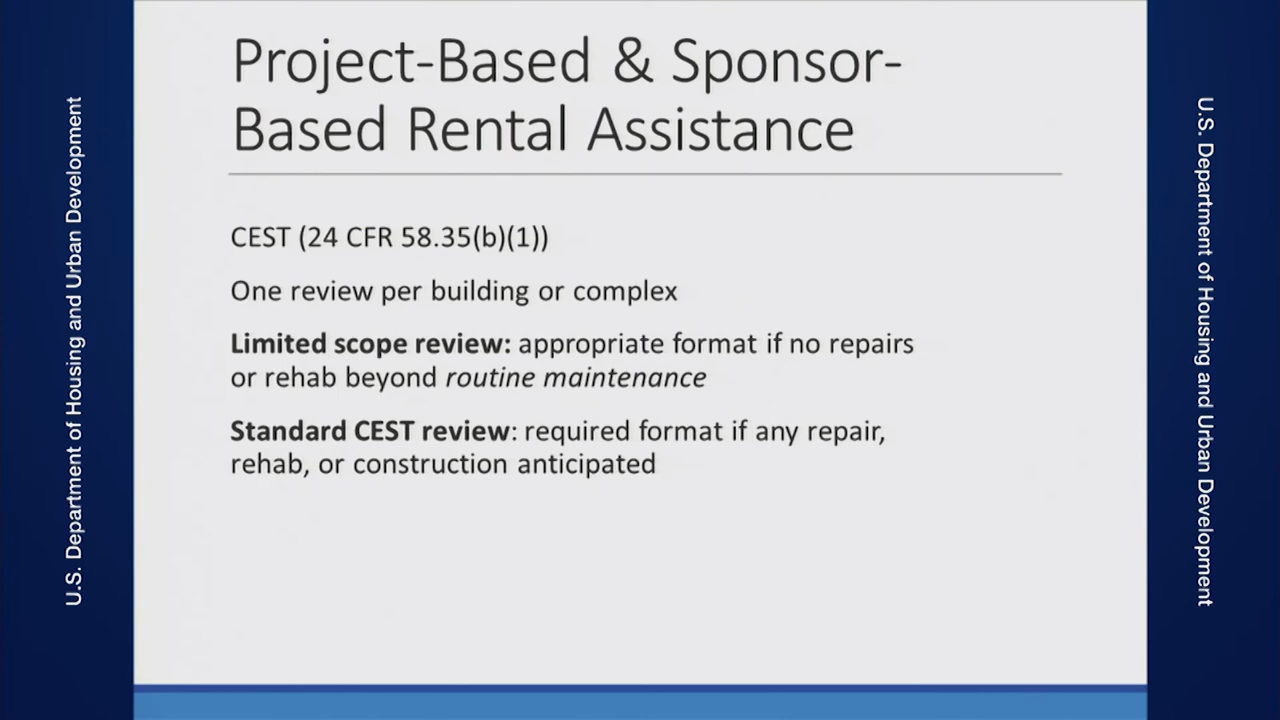 Project-Based & Sponsor-
Based Rental Assistance
CEST (24 CFR 58.35(b)(1))
One review per building or complex
Limited scope review: appropriate format if no repairs
or rehab beyond routine maintenance
Standard CEST review: required format if any repair,
rehab, or construction anticipated
U.S. Department of Housing and Urban Development
U.S. Department of Housing and Urban Development